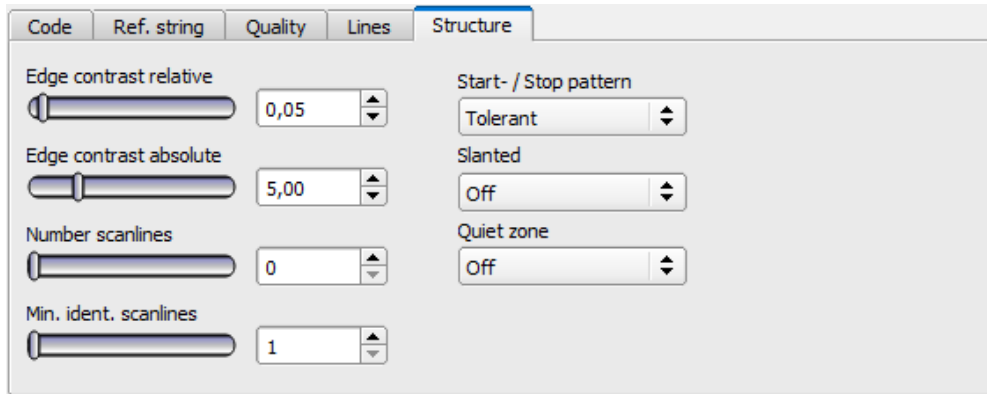 Code Ref. string Quality Lines Structure
Edge contrast relative
0,05
Edge contrast absolute
5,00
Number scanlines
0
Min. ident. scanlines
1
Start- / Stop pattern
Tolerant
Slanted
Off
Quiet zone
Off